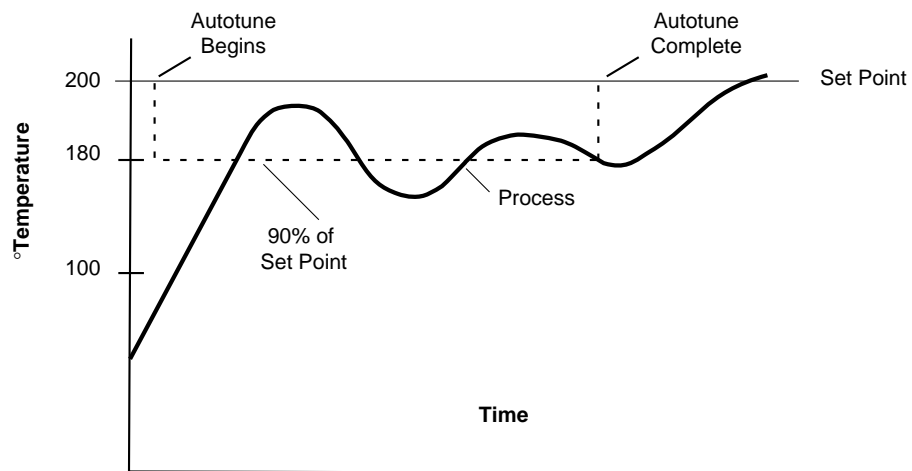 Autotune
Begins
Autotune
Complete
200
Set Point
180
Process
90% of
Set Point
100
°Temperature
Time